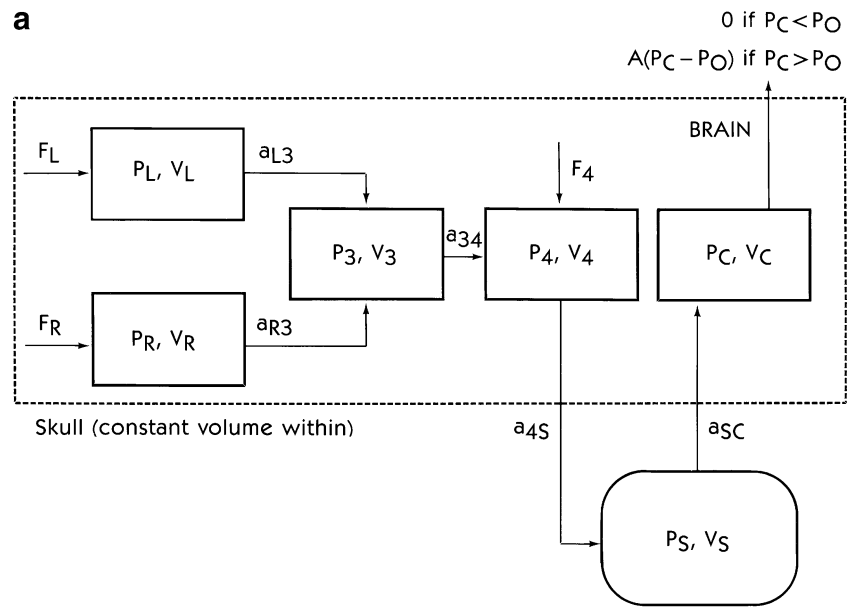 a
0 if PC<PO
A(PC–PO) if PC>PO
BRAIN
FL
PL, VL
aL3
F4
P3, V3
a34
P4, V4
PC, VC
FR
PR, VR
aR3
Skull (constant volume within)
a4S
aSC
PS, VS